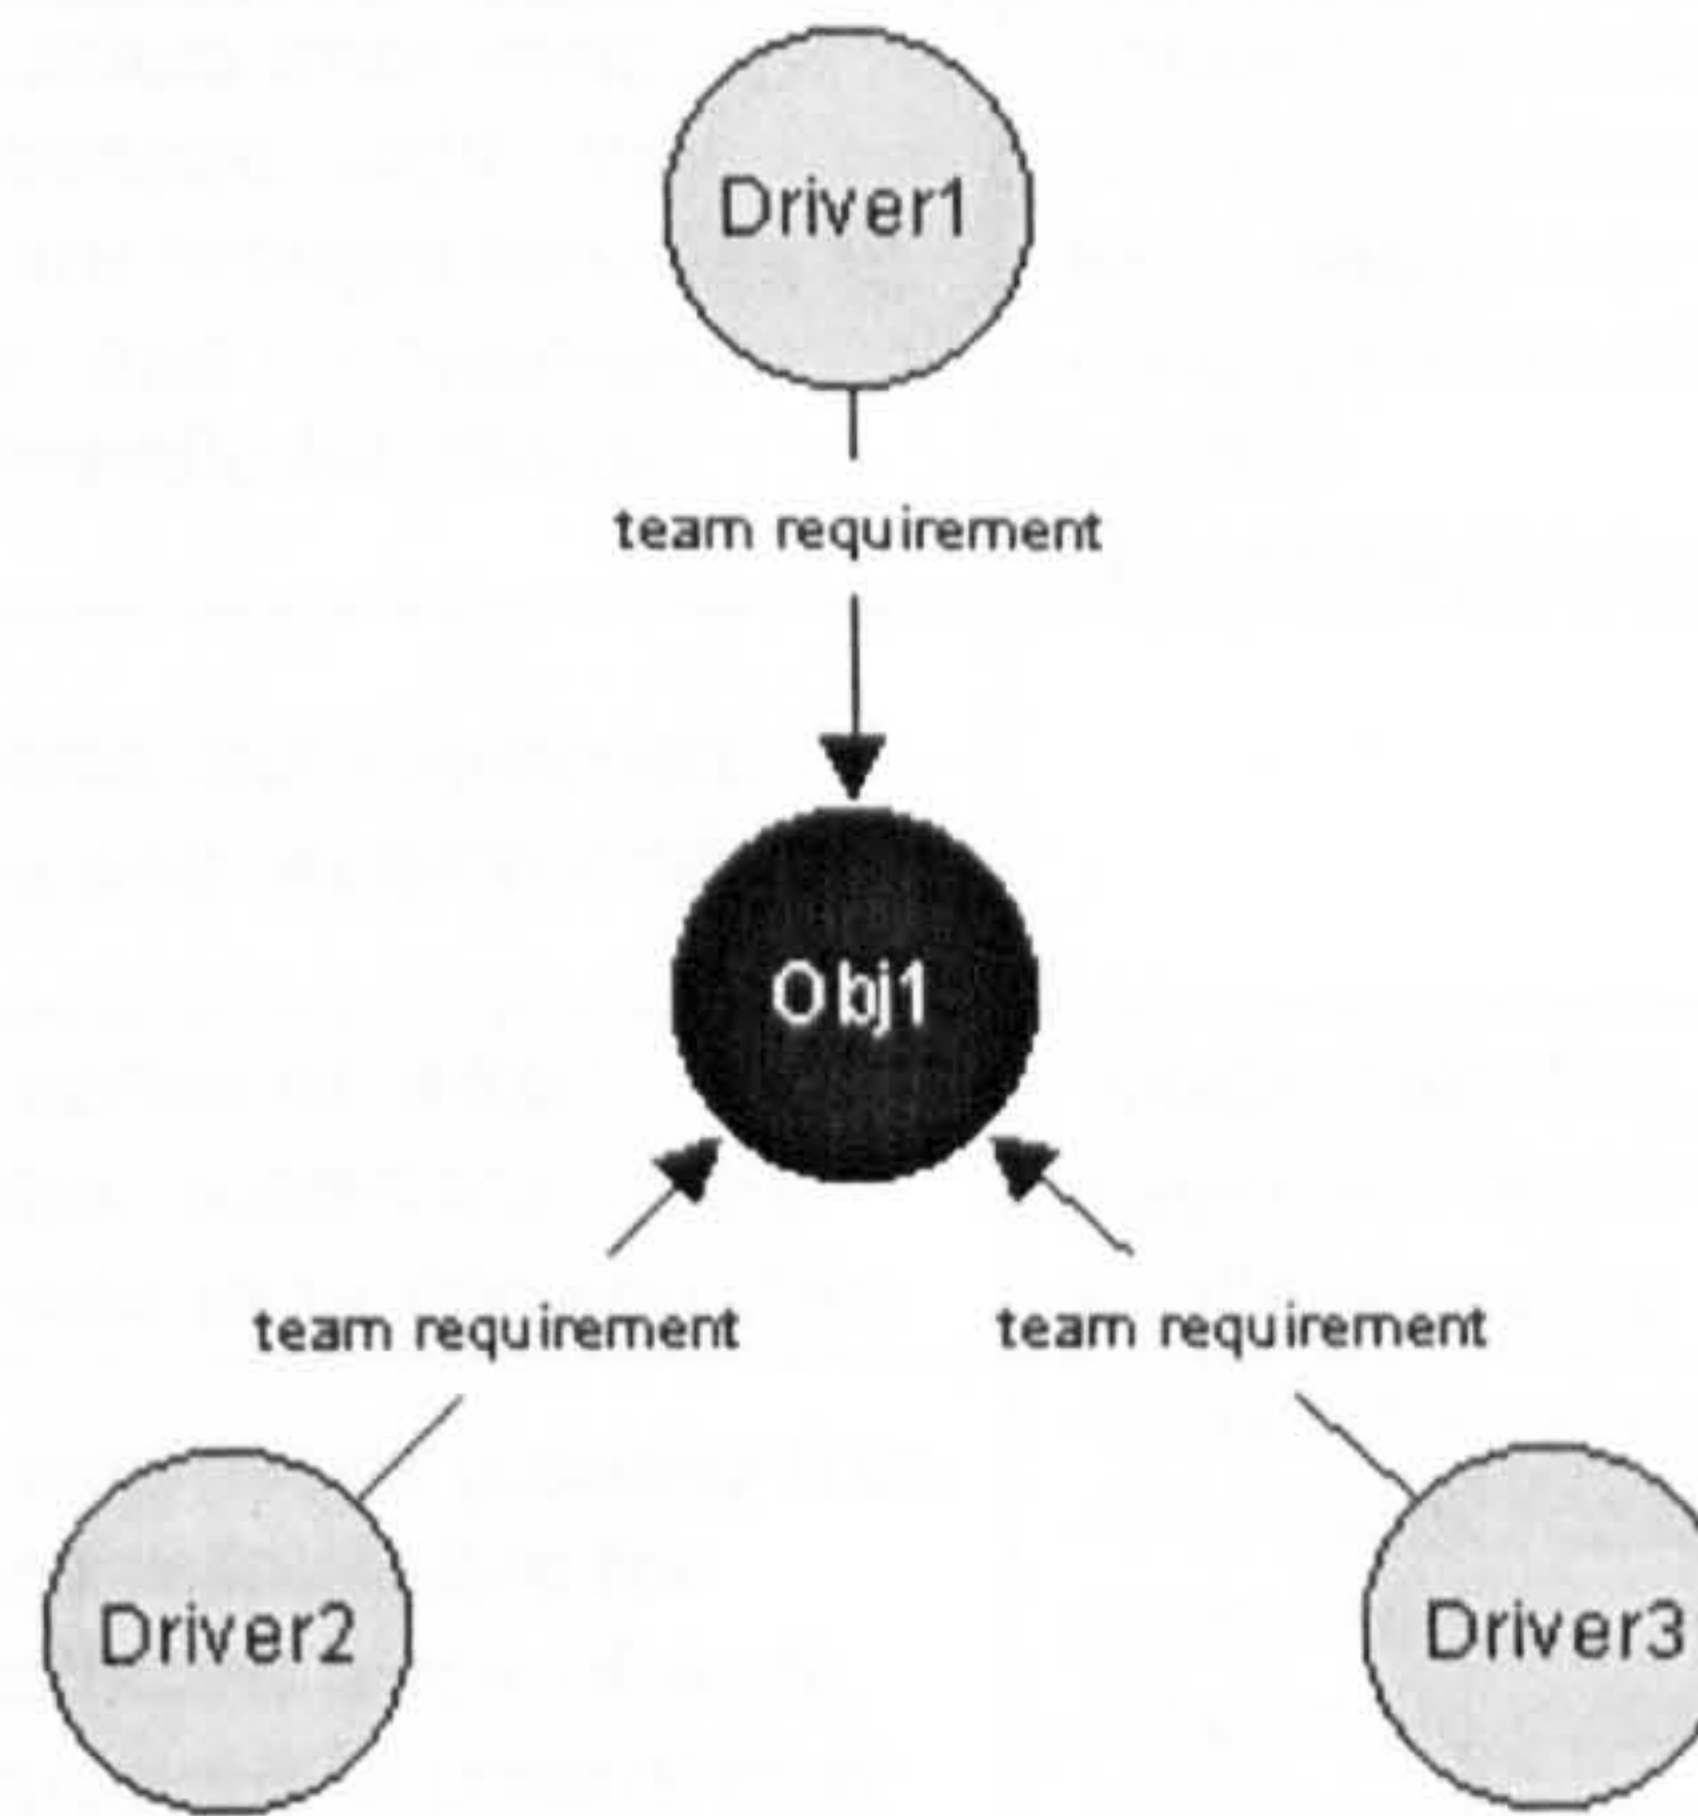 Driver1
team requirement
Obj1
team requirement
team requirement
Driver2
Driver3